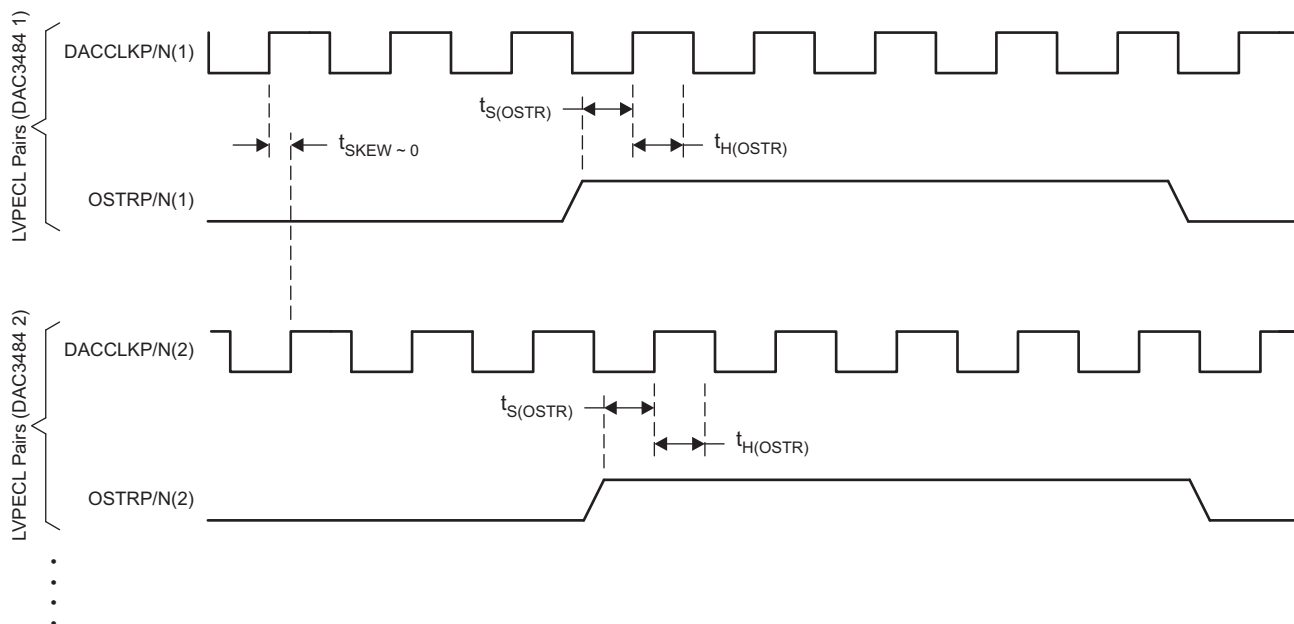 LVPECL Pairs (DAC3484 1)
DACCLKP/N(1)
tS(OSTR)
tSKEW ~ 0
tH(OSTR)
OSTRP/N(1)
LVPECL Pairs (DAC3484 2)
DACCLKP/N(2)
tS(OSTR)
tH(OSTR)
OSTRP/N(2)